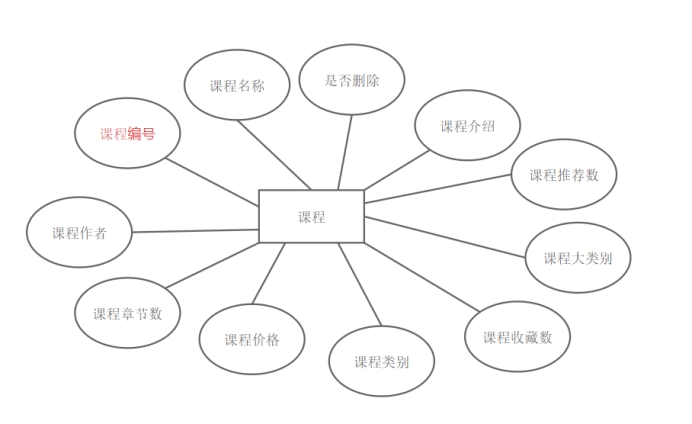 课程名称
是否删除
课程编号
课程介绍
课程推荐数
课程
课程作者
课程大类别
课程章节数
课程价格
课程收藏数
课程类别